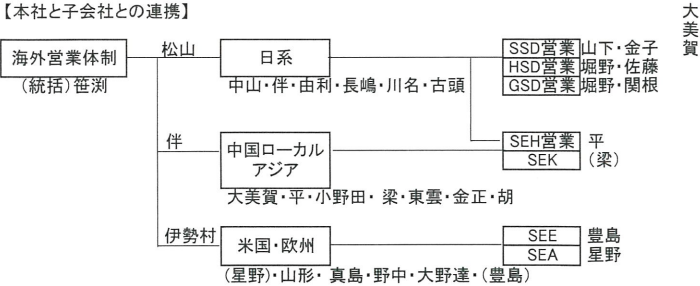 【本社と子会社との連携】
大美賀
海外営業体制
(統括)笹渕
松山
日系
中山・伴・由利・長嶋・川名・古頭
SSD営業 山下・金子
HSD営業 堀野・佐藤
GSD営業 堀野・関根
伴
中国ローカル
アジア
大美賀・平・小野田・梁・東雲・金正・胡
SEH営業 平
SEK (梁)
伊勢村
米国・欧州
(星野)・山形・真島・野中・大野達・(豊島)
SEE 豊島
SEA 星野